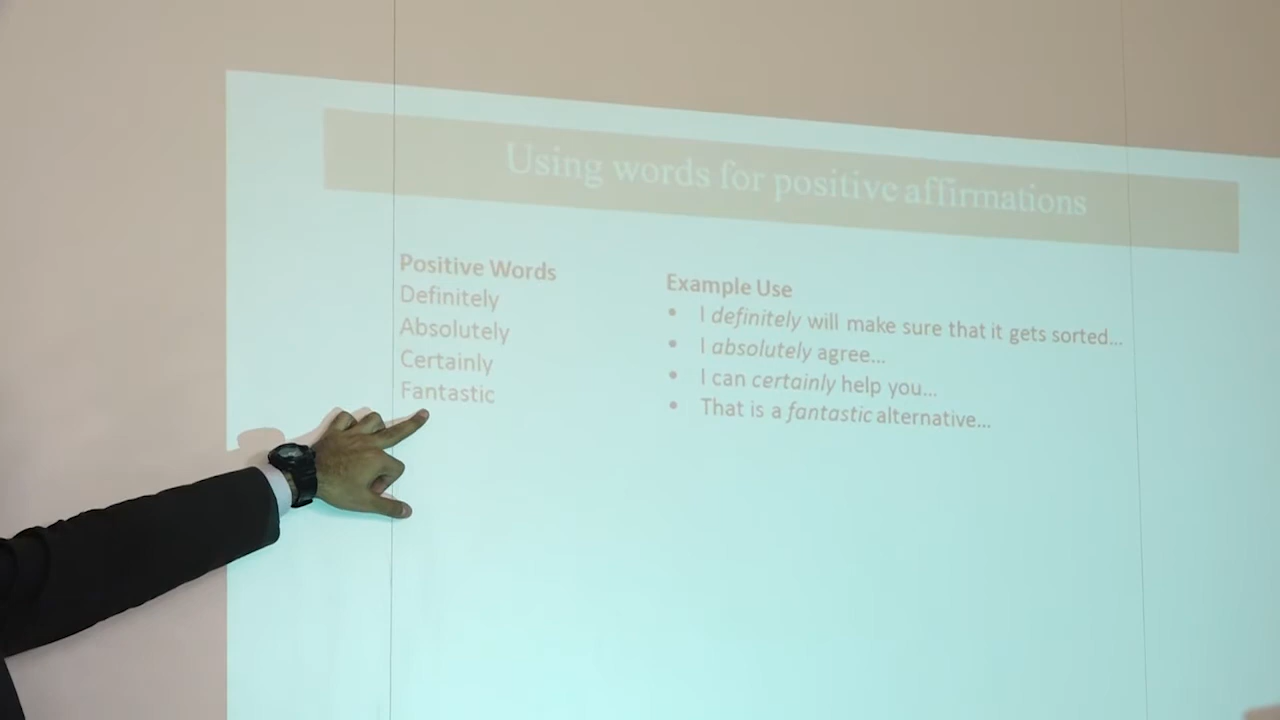 Using words for positive affirmations
Positive Words
Definitely
Absolutely
Certainly
Fantastic
Example Use
• I definitely will make sure that it gets sorted...
• I absolutely agree...
• I can certainly help you...
• That is a fantastic alternative...